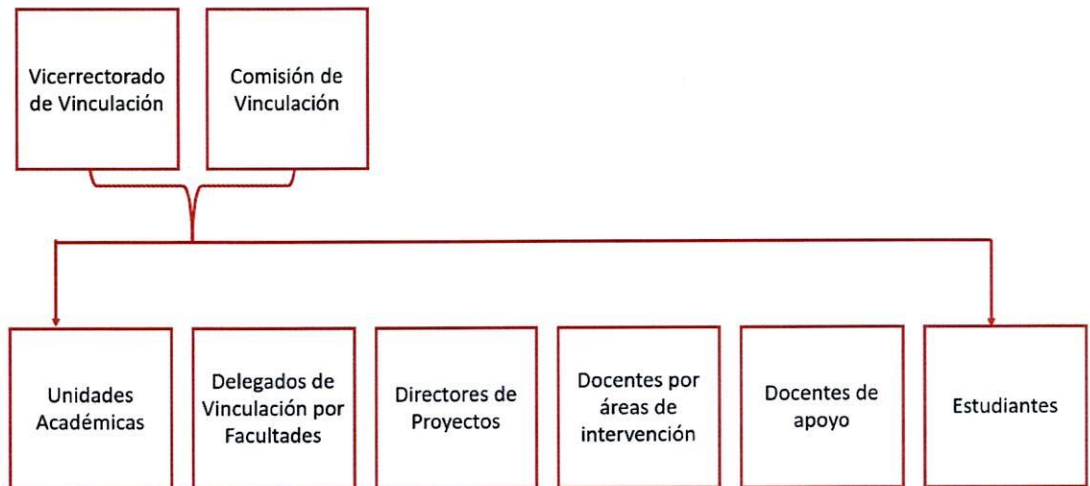 Vicerrectorado
de Vinculación
Comisión de
Vinculación
Unidades
Académicas
Delegados de
Vinculación por
Facultades
Directores de
Proyectos
Docentes por
áreas de
intervención
Docentes de
apoyo
Estudiantes